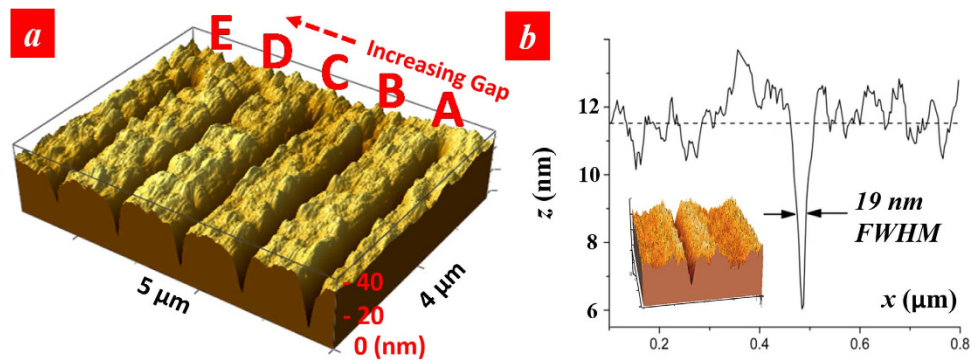 a
E
D
C
B
A
Increasing Gap
- 40
- 20
0 (nm)
5 µm
4 µm
b
z (nm)
12
11
8
6
19 nm
FWHM
0.2
0.4
0.6
0.8
x (µm)